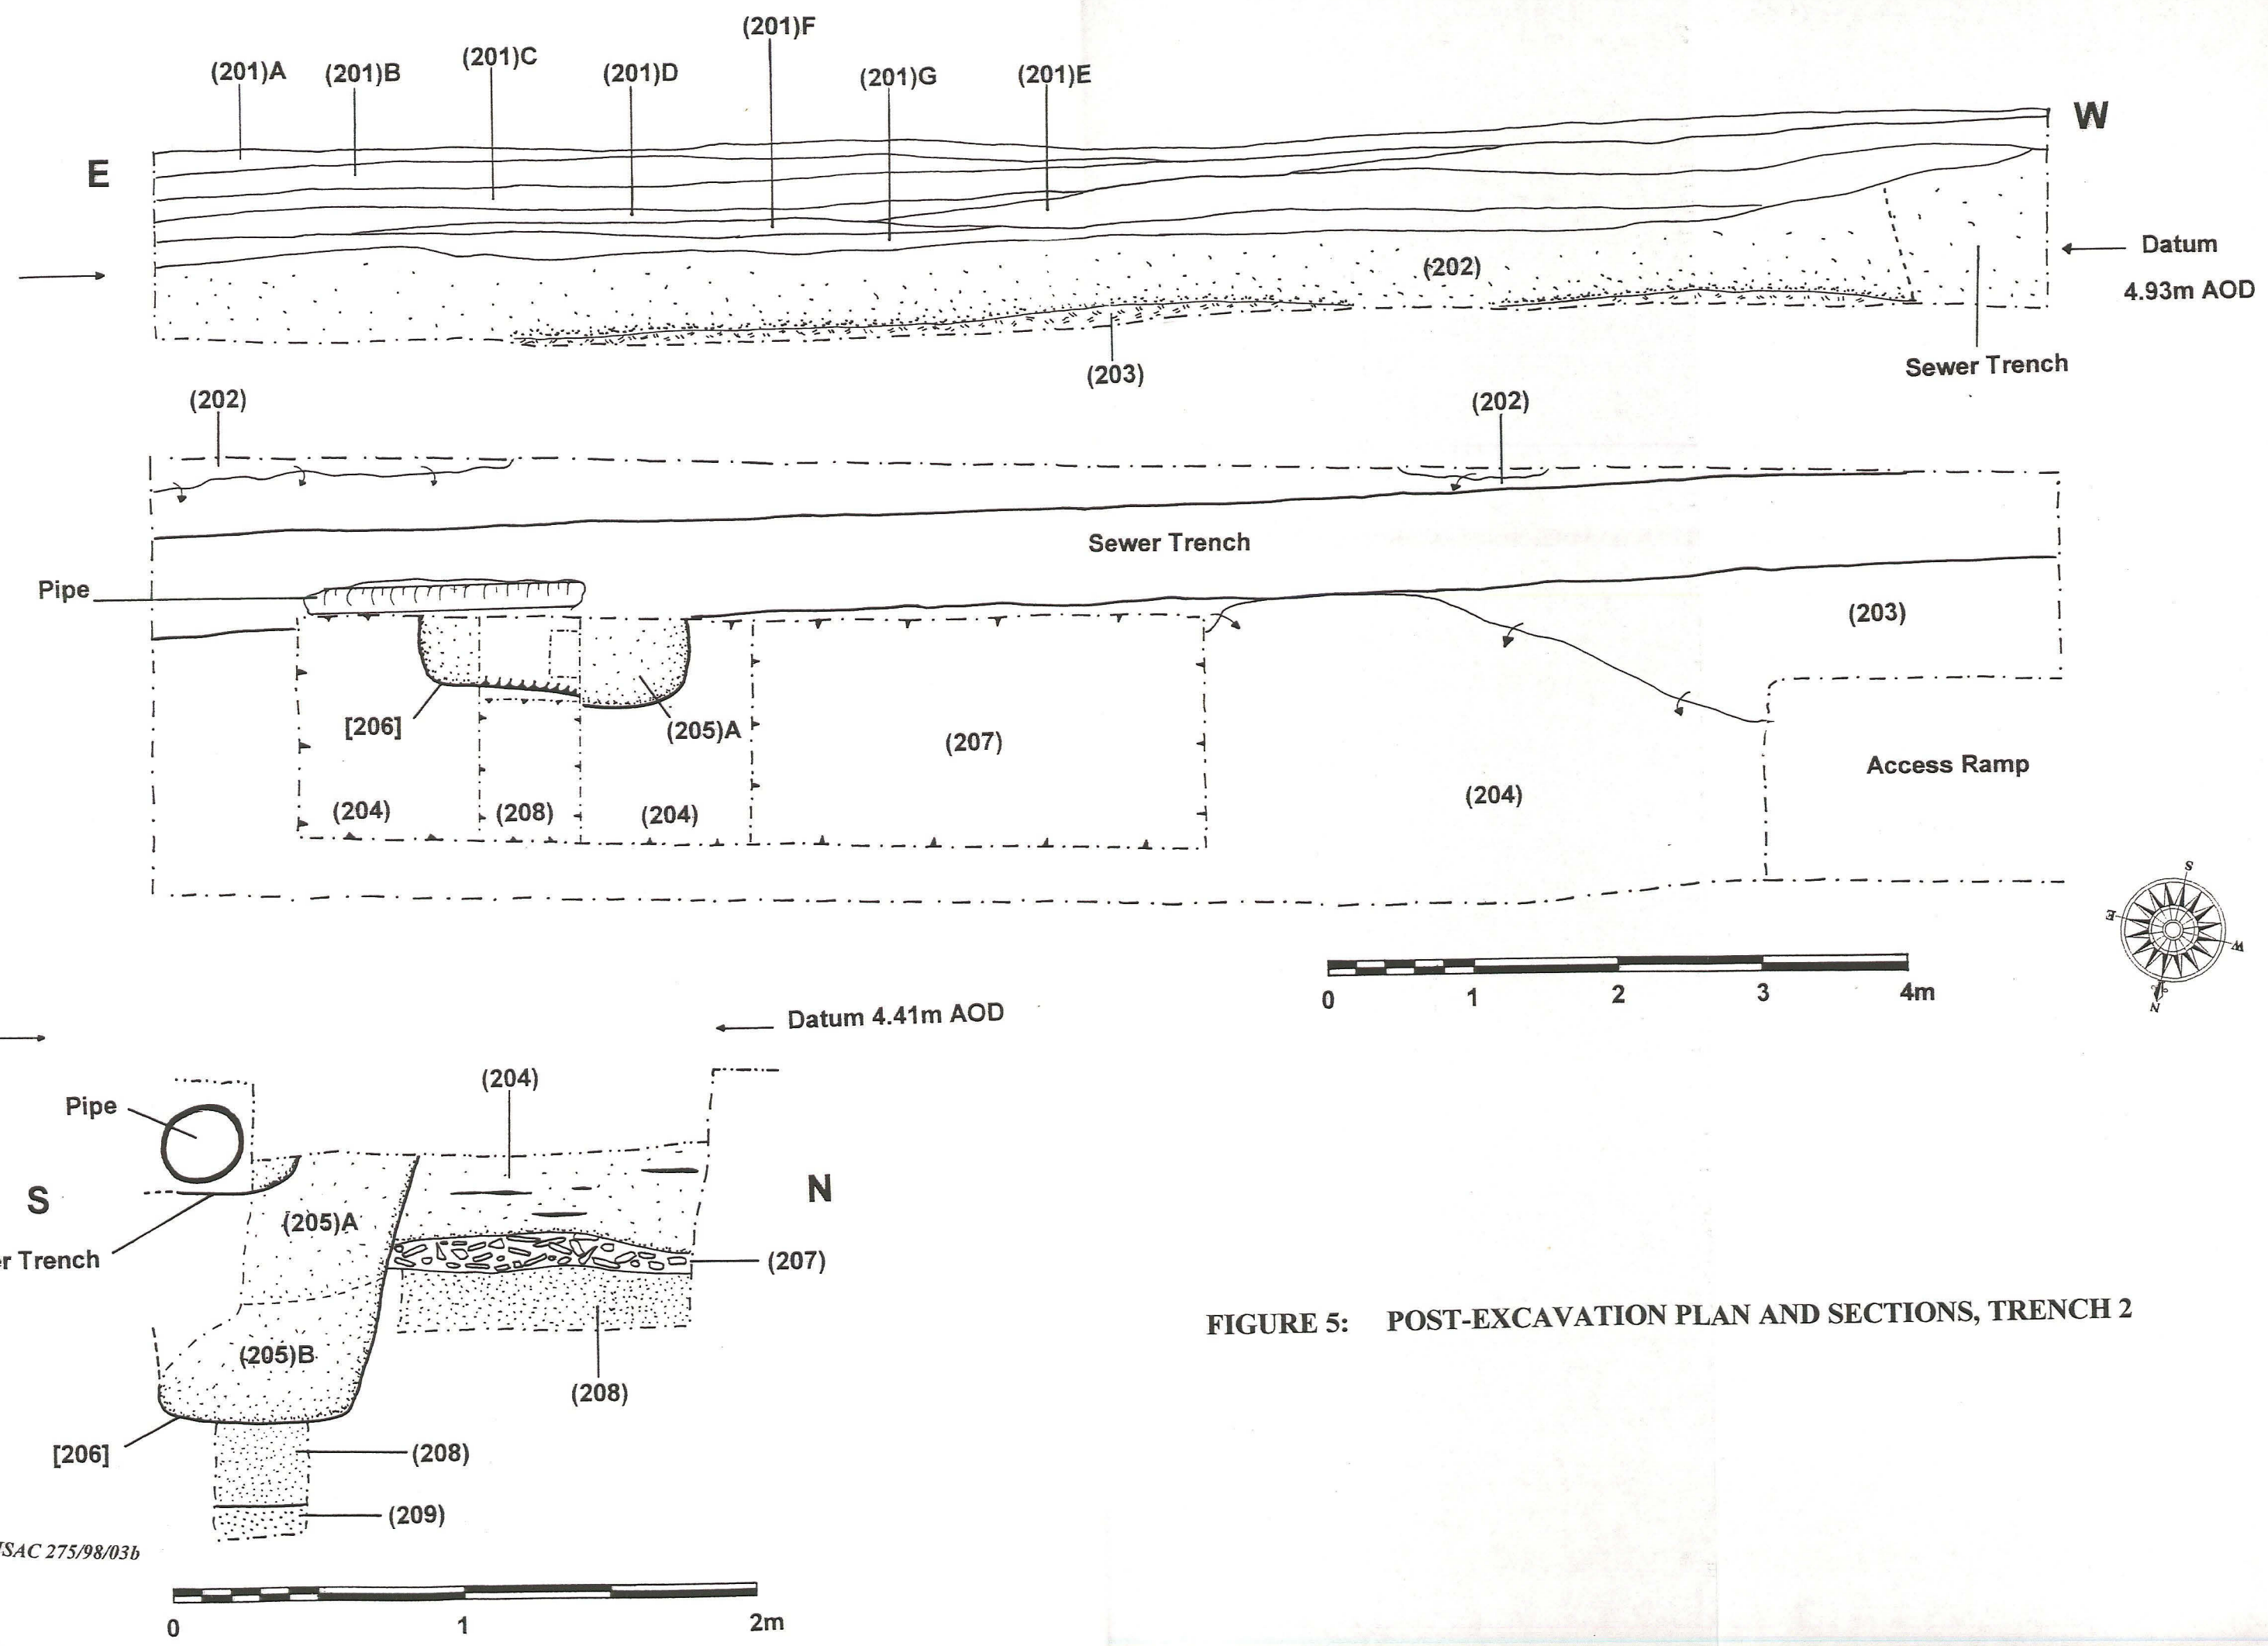 (201)F
(201)C
(201)A (201)B (201)D (201)G (201)E
W
E
Datum
4.93m AOD
(202)
Sewer Trench
(203)
(202) (202)
Sewer Trench
Pipe
(203)
[206] (205)A
(207)
Access Ramp
(204) (208) (204)
(204)
S
E
W
N
0 1 2 3 4m
Datum 4.41m AOD
(204)
Pipe
S N
(205)A
r Trench
(207)
(205)B
(208)
[206]
(208)
(209)
SAC 275/98/03b
0 1 2m
FIGURE 5: POST-EXCAVATION PLAN AND SECTIONS, TRENCH 2